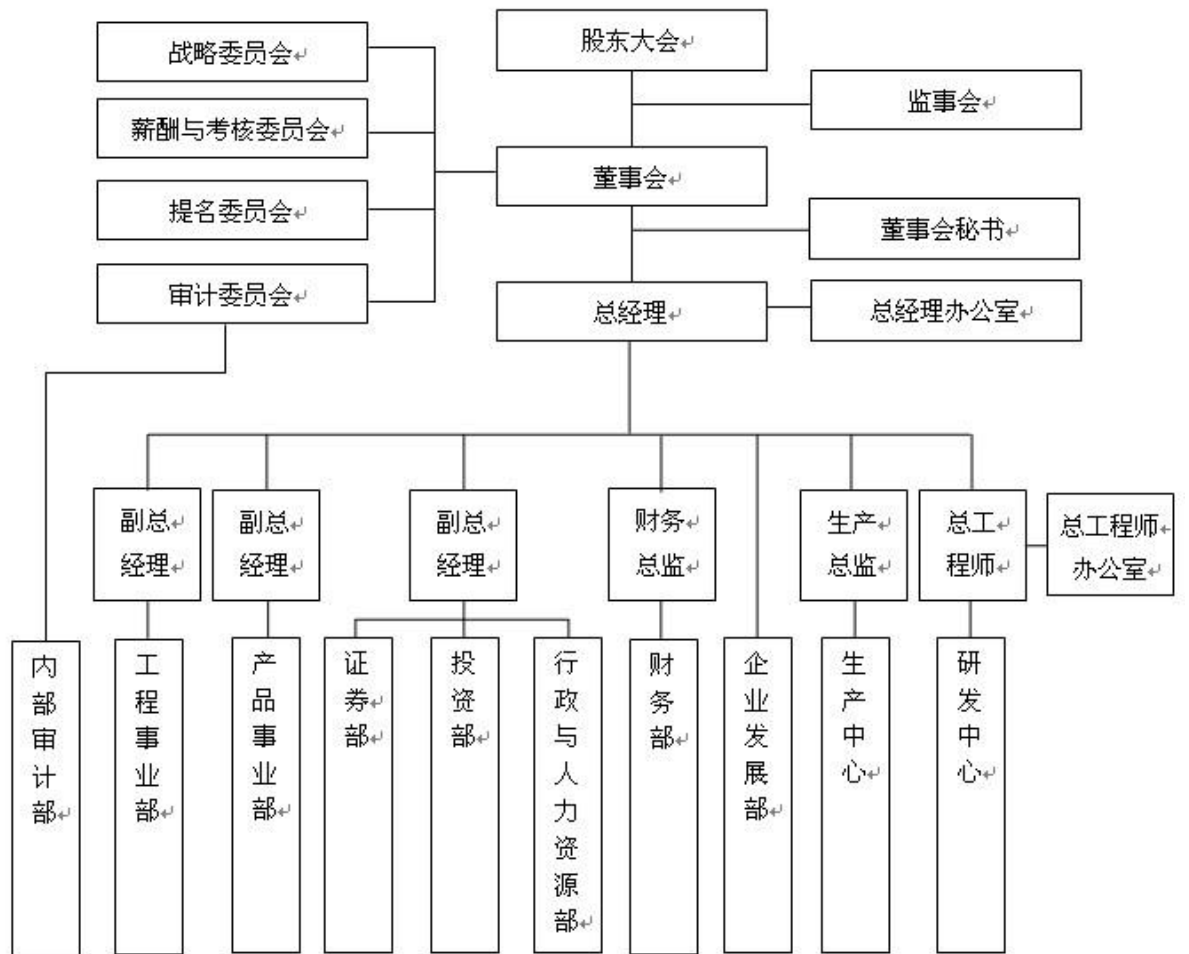 战略委员会
股东大会
监事会
薪酬与考核委员会
董事会
提名委员会
董事会秘书
审计委员会
总经理
总经理办公室
副总
经理
副总
经理
副总
经理
财务
总监
生产
总监
总工
程师
总工程师
办公室
内部审计部
工程事业部
产品事业部
证券部
投资部
行政与人力资源部
财务部
企业发展部
生产中心
研发中心